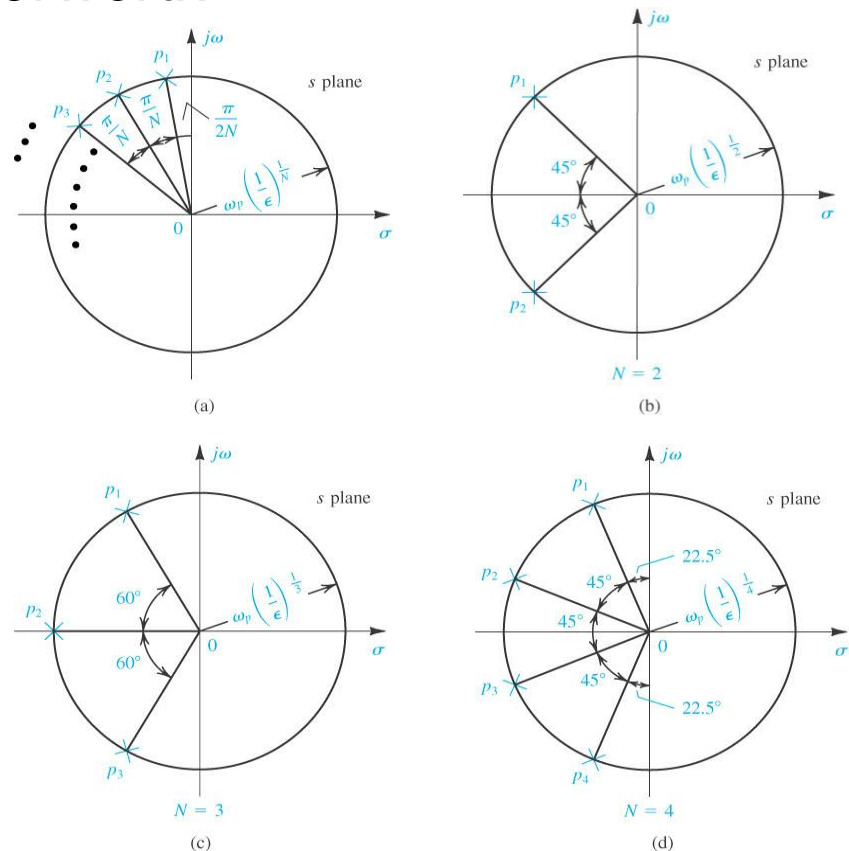 jω
p₁
p₂
p₃
s plane
π/N
π/N
π/2N
ωₚ(1/ϵ)^(1/N)
0
σ
(a)
jω
p₁
s plane
45°
45°
ωₚ(1/ϵ)^(1/2)
0
σ
p₂
N = 2
(b)
jω
p₁
s plane
60°
p₂
60°
ωₚ(1/ϵ)^(1/3)
0
σ
p₃
N = 3
(c)
jω
p₁
s plane
22.5°
p₂
45°
45°
45°
ωₚ(1/ϵ)^(1/4)
0
σ
p₃
22.5°
p₄
N = 4
(d)